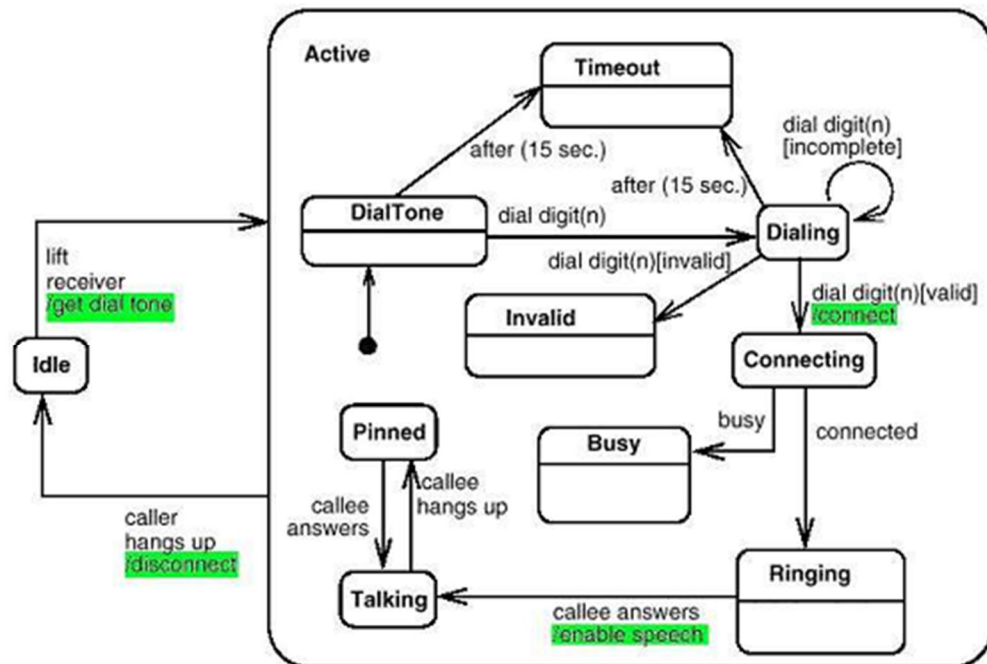 Active
Timeout
dial digit(n)
[incomplete]
after (15 sec.)
after (15 sec.)
DialTone
dial digit(n)
Dialing
lift
receiver
/get dial tone
dial digit(n)[invalid]
dial digit(n)[valid]
/connect
Invalid
Idle
Connecting
Pinned
busy
connected
Busy
callee
hangs up
callee
answers
caller
hangs up
/disconnect
Talking
Ringing
callee answers
/enable speech